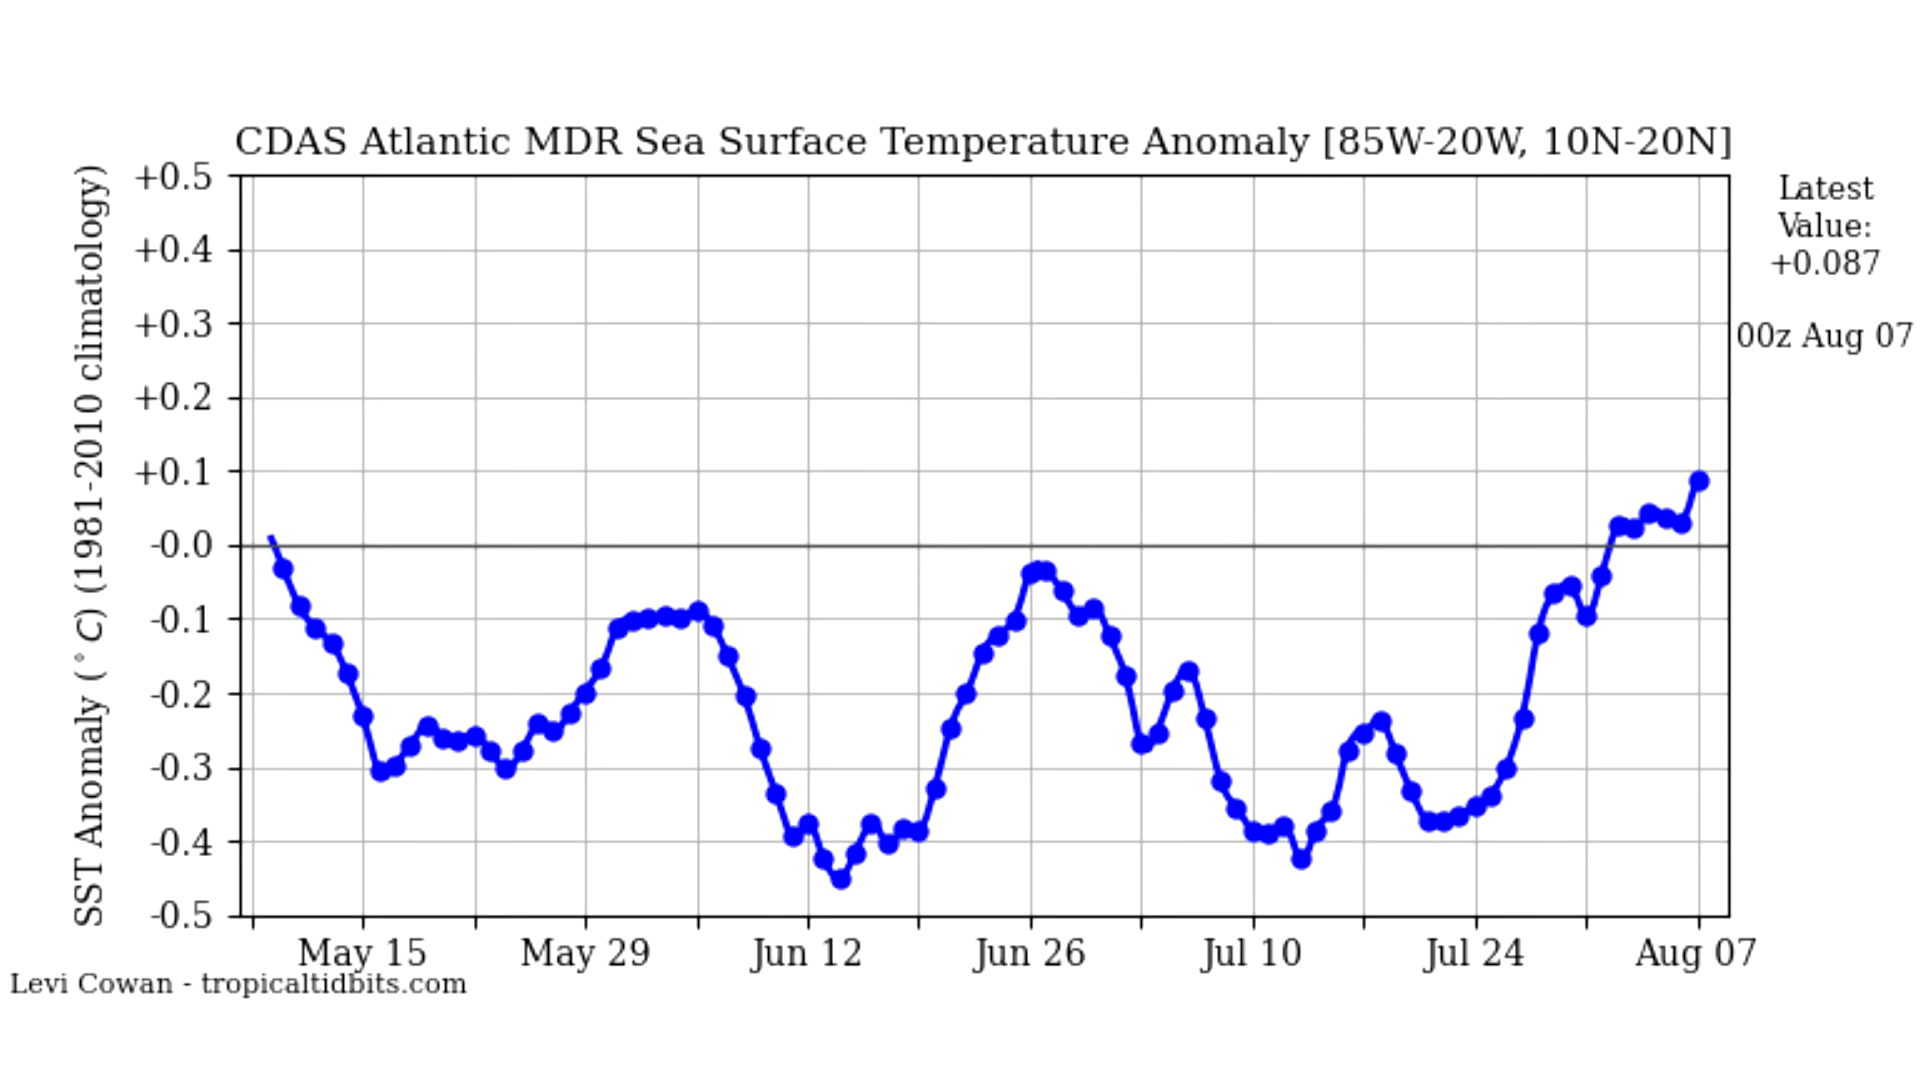 CDAS Atlantic MDR Sea Surface Temperature Anomaly [85W-20W, 10N-20N]
SST Anomaly (°C) (1981-2010 climatology)
+0.5
+0.4
+0.3
+0.2
+0.1
-0.0
-0.1
-0.2
-0.3
-0.4
-0.5
May 15
May 29
Jun 12
Jun 26
Jul 10
Jul 24
Aug 07
Latest
Value:
+0.087
00z Aug 07
Levi Cowan - tropicaltidbits.com